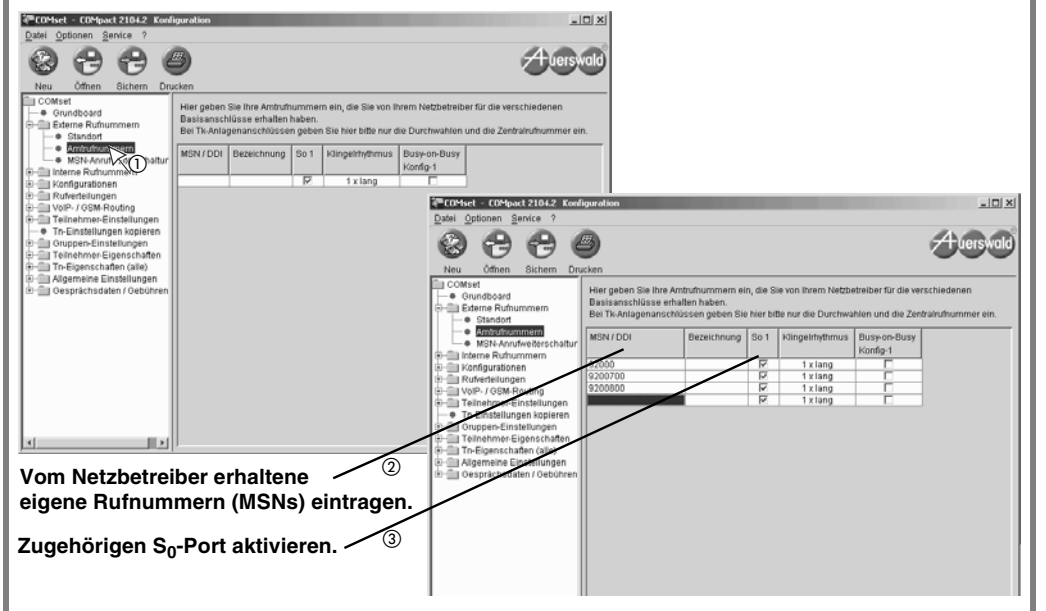 COMset - COMpact 2104.2 Konfiguration
Datei Optionen Service ?
Neu Öffnen Sichern Drucken
Auerswald
COMset
Grundboard
Externe Rufnummern
Standort
Amtrufnummern
MSN-Anrufweiterschaltur
Interne Rufnummern
Konfigurationen
Rufverteilungen
VoIP- / GSM-Routing
Teilnehmer-Einstellungen
Tn-Einstellungen kopieren
Gruppen-Einstellungen
Teilnehmer-Eigenschaften
Tn-Eigenschaften (alle)
Allgemeine Einstellungen
Gesprächsdaten / Gebühren
Hier geben Sie Ihre Amtrufnummern ein, die Sie von Ihrem Netzbetreiber für die verschiedenen
Basisanschlüsse erhalten haben.
Bei Tk-Anlagenanschlüssen geben Sie hier bitte nur die Durchwahlen und die Zentralrufnummer ein.
MSN / DDI Bezeichnung So 1 Klingelrhythmus Busy-on-Busy
Konfig-1
1 x lang
①
COMset - COMpact 2104.2 Konfiguration
Datei Optionen Service ?
Neu Öffnen Sichern Drucken
Auerswald
COMset
Grundboard
Externe Rufnummern
Standort
Amtrufnummern
MSN-Anrufweiterschaltur
Interne Rufnummern
Konfigurationen
Rufverteilungen
VoIP- / GSM-Routing
Teilnehmer-Einstellungen
Tn-Einstellungen kopieren
Gruppen-Einstellungen
Teilnehmer-Eigenschaften
Tn-Eigenschaften (alle)
Allgemeine Einstellungen
Gesprächsdaten / Gebühren
Hier geben Sie Ihre Amtrufnummern ein, die Sie von Ihrem Netzbetreiber für die verschiedenen
Basisanschlüsse erhalten haben.
Bei Tk-Anlagenanschlüssen geben Sie hier bitte nur die Durchwahlen und die Zentralrufnummer ein.
MSN / DDI Bezeichnung So 1 Klingelrhythmus Busy-on-Busy
Konfig-1
92000 1 x lang
9200700 1 x lang
9200800 1 x lang
1 x lang
Vom Netzbetreiber erhaltene ②
eigene Rufnummern (MSNs) eintragen.
Zugehörigen S0-Port aktivieren. ③